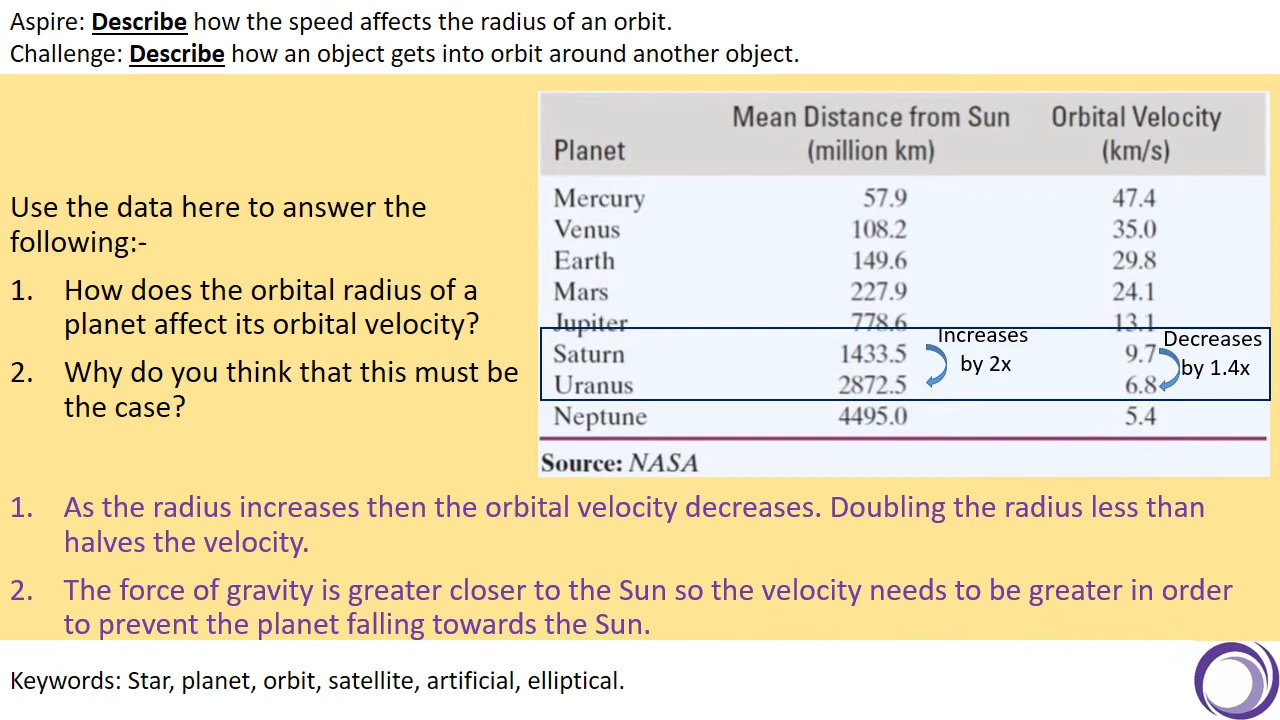 Aspire: Describe how the speed affects the radius of an orbit.
Challenge: Describe how an object gets into orbit around another object.
Use the data here to answer the
following:-
1. How does the orbital radius of a
planet affect its orbital velocity?
2. Why do you think that this must be
the case?
Mean Distance from Sun Orbital Velocity
Planet (million km) (km/s)
Mercury 57.9 47.4
Venus 108.2 35.0
Earth 149.6 29.8
Mars 227.9 24.1
Jupiter 778.6 13.1
Saturn 1433.5 9.7
Uranus 2872.5 6.8
Neptune 4495.0 5.4
Increases
by 2x
Decreases
by 1.4x
Source: NASA
1. As the radius increases then the orbital velocity decreases. Doubling the radius less than
halves the velocity.
2. The force of gravity is greater closer to the Sun so the velocity needs to be greater in order
to prevent the planet falling towards the Sun.
Keywords: Star, planet, orbit, satellite, artificial, elliptical.